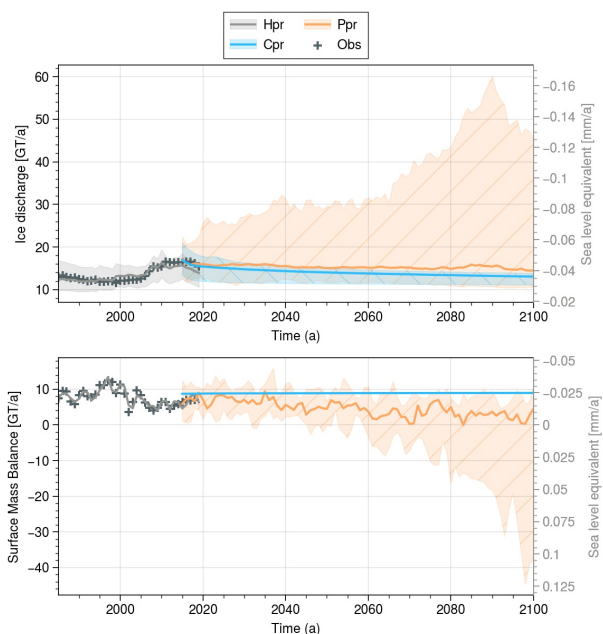 Hpr Ppr
Cpr Obs
60
50
40
30
20
10
Ice discharge [GT/a]
−0.16
−0.14
−0.12
−0.1
−0.08
−0.06
−0.04
−0.02
Sea level equivalent [mm/a]
2000 2020 2040 2060 2080 2100
Time (a)
10
0
−10
−20
−30
−40
Surface Mass Balance [GT/a]
−0.05
−0.025
0
0.025
0.05
0.075
0.1
0.125
Sea level equivalent [mm/a]
2000 2020 2040 2060 2080 2100
Time (a)